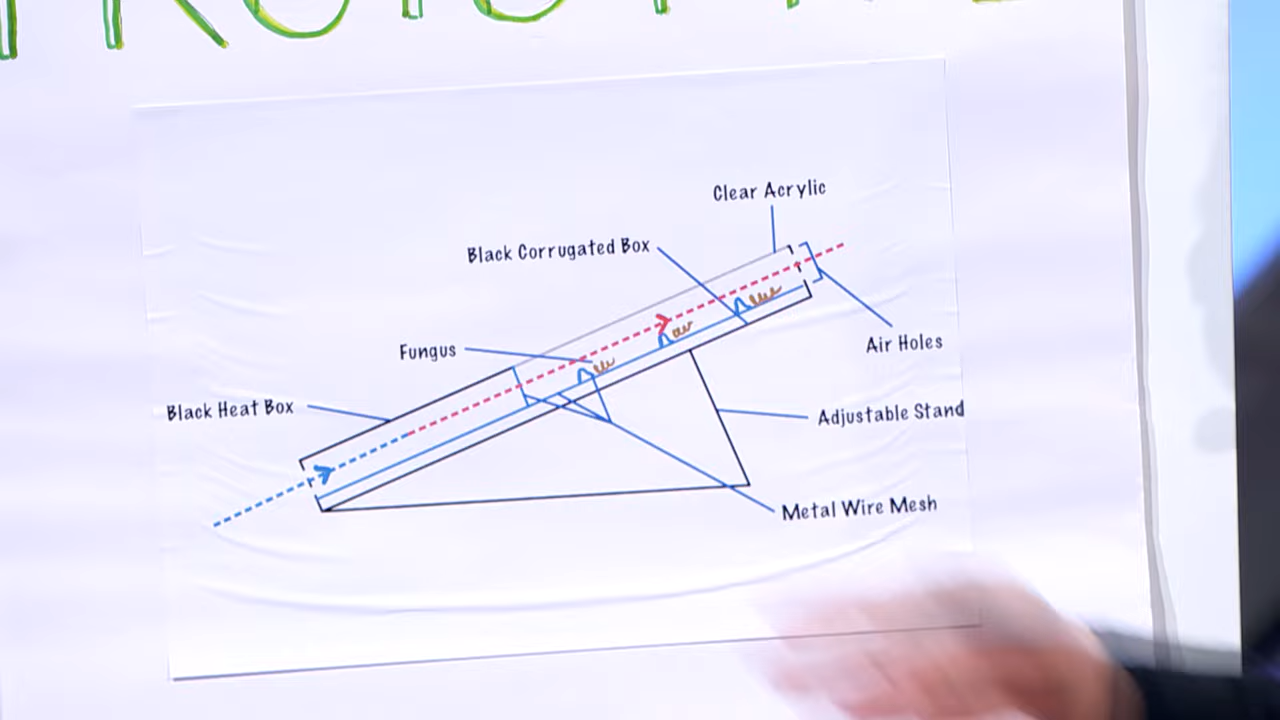 Clear Acrylic
Black Corrugated Box
Air Holes
Fungus
Black Heat Box
Adjustable Stand
Metal Wire Mesh